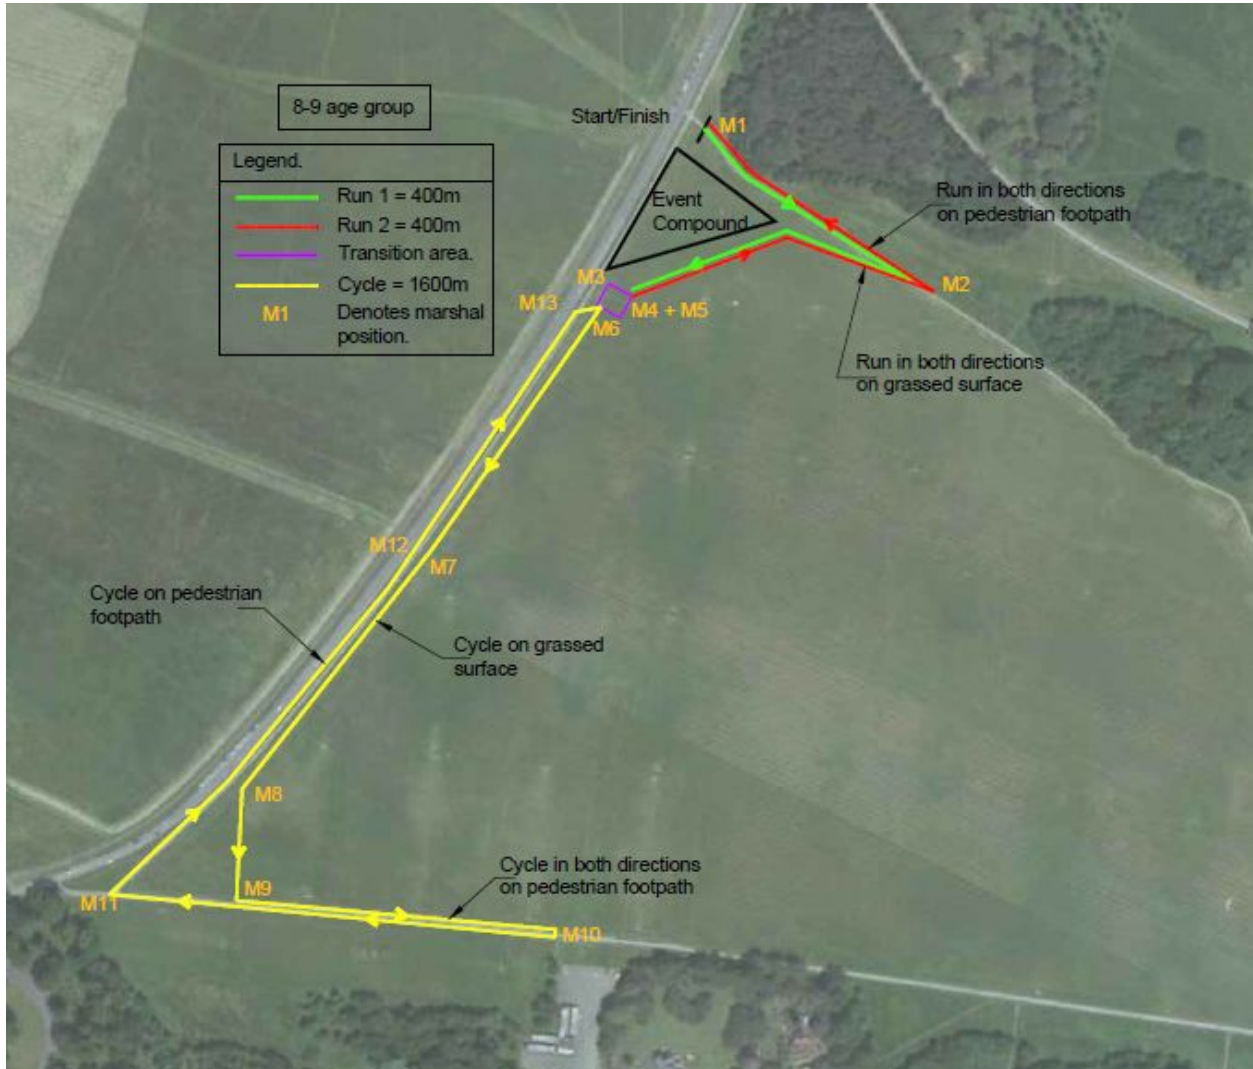 8-9 age group
Legend.
Run 1 = 400m
Run 2 = 400m
Transition area.
Cycle = 1600m
M1
Denotes marshal
position.
Start/Finish
M1
Event
Compound
Run in both directions
on pedestrian footpath
M2
M3
M13
M4 + M5
M6
Run in both directions
on grassed surface
M12
M7
Cycle on pedestrian
footpath
Cycle on grassed
surface
M8
Cycle in both directions
on pedestrian footpath
M9
M11
M10